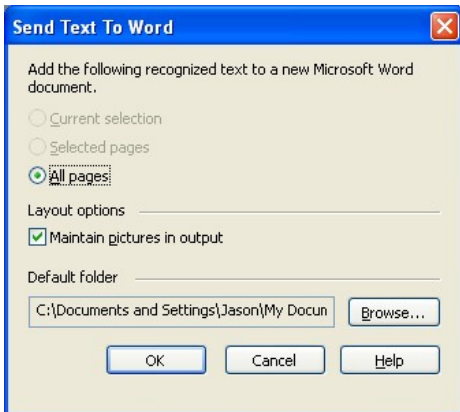 Send Text To Word
Add the following recognized text to a new Microsoft Word
document.
Current selection
Selected pages
All pages
Layout options
Maintain pictures in output
Default folder
C:\Documents and Settings\Jason\My Docun
Browse...
OK Cancel Help